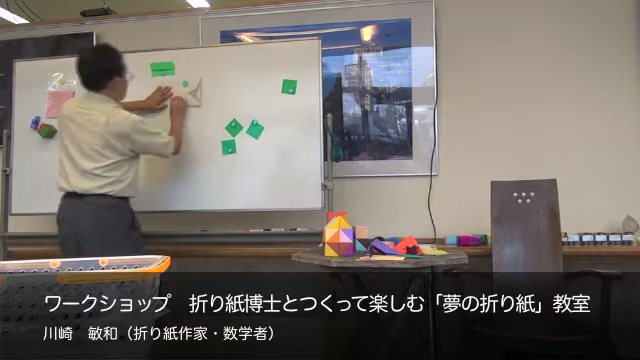 ワークショップ　折り紙博士とつくって楽しむ「夢の折り紙」教室
川崎　敏和（折り紙作家・数学者）